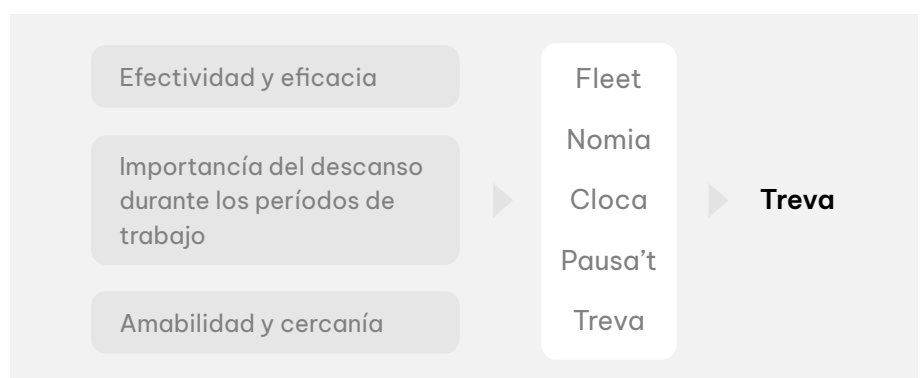 Efectividad y eficacia
Importancía del descanso
durante los períodos de
trabajo
Amabilidad y cercanía
Fleet
Nomia
Cloca
Pausa't
Treva
Treva